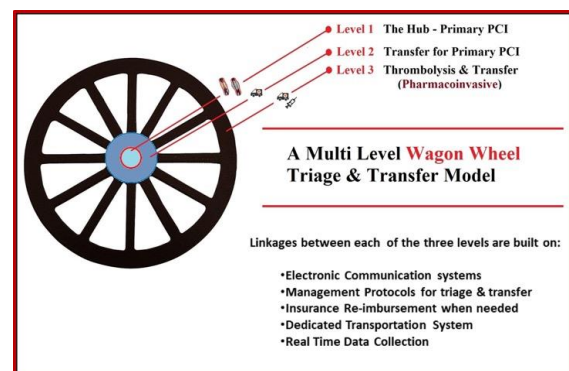 Level 1 The Hub - Primary PCI
Level 2 Transfer for Primary PCI
Level 3 Thrombolysis & Transfer
(Pharmacoinvasive)
A Multi Level Wagon Wheel
Triage & Transfer Model
Linkages between each of the three levels are built on:
•Electronic Communication systems
•Management Protocols for triage & transfer
•Insurance Re-imbursement when needed
•Dedicated Transportation System
•Real Time Data Collection